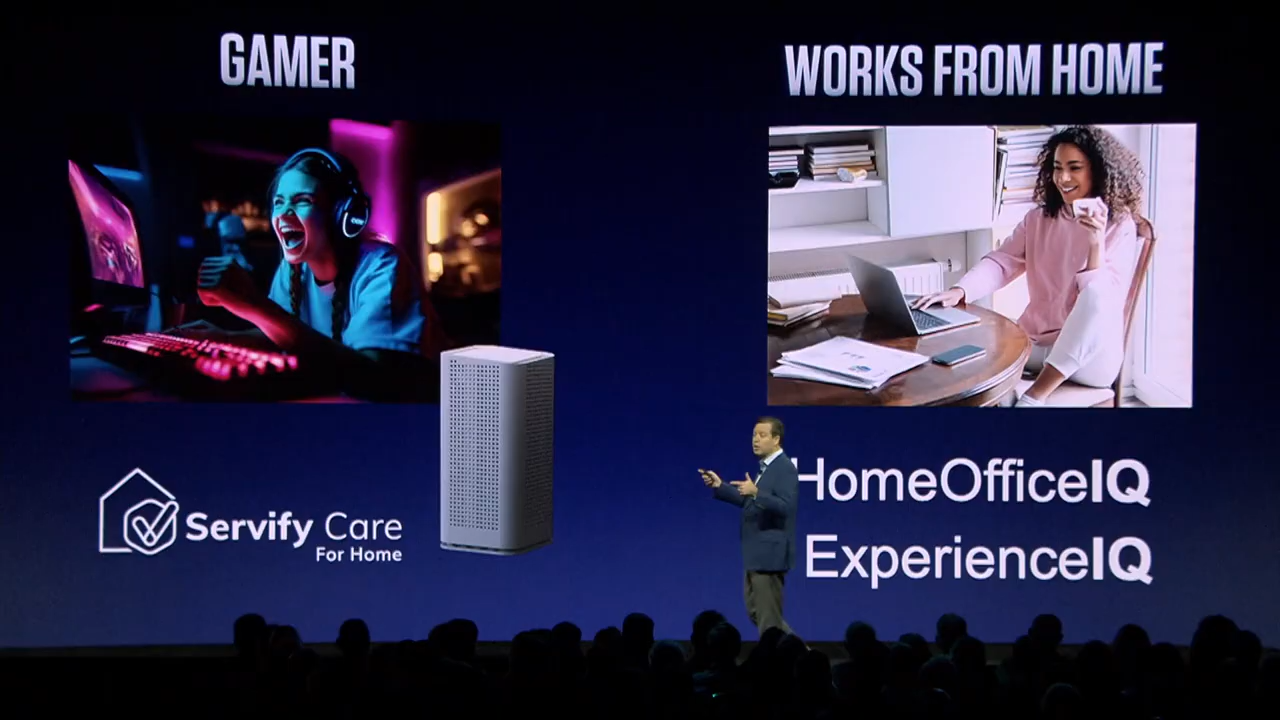 GAMER
WORKS FROM HOME
Servify Care
For Home
HomeOfficeIQ
ExperienceIQ